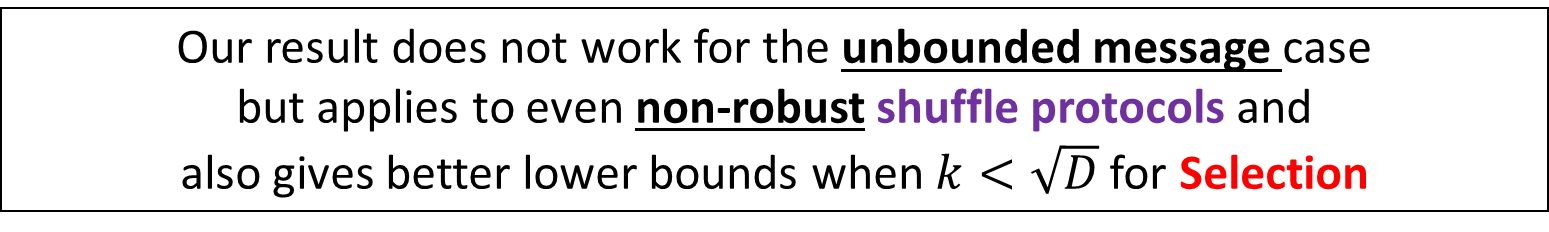 Our result does not work for the unbounded message case
but applies to even non-robust shuffle protocols and
also gives better lower bounds when k < √D for Selection